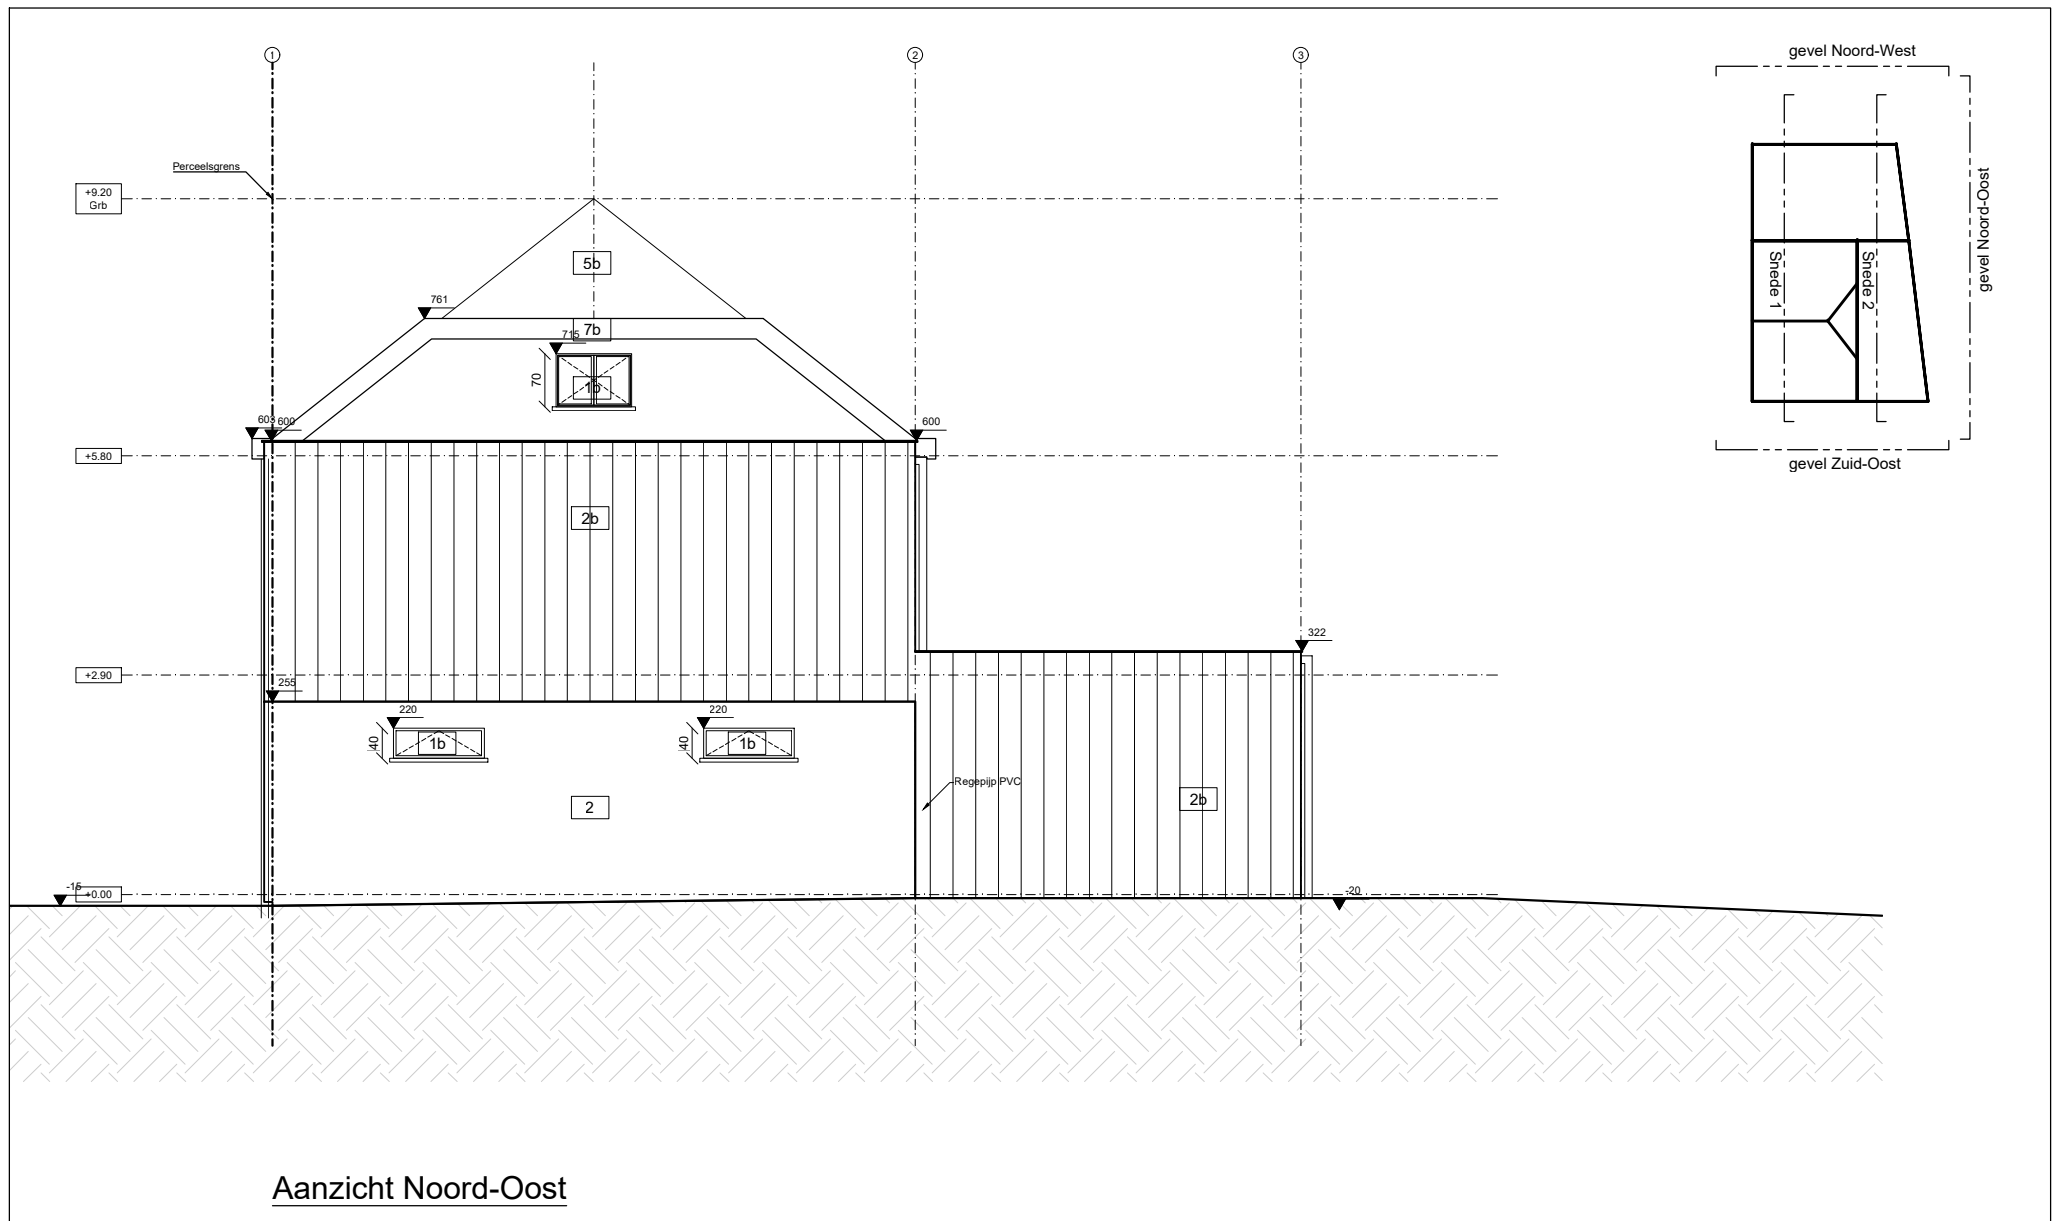 1
2
3
gevel Noord-West
Perceelsgrens
+9.20
Grb
gevel Noord-Oost
5b
Snede 1
Snede 2
761
7b
715
70
1b
603
600
600
+5.80
gevel Zuid-Oost
2b
322
+2.90
255
220
220
40
1b
40
1b
Regepijp PVC
2
2b
-15
+0.00
-20
Aanzicht Noord-Oost